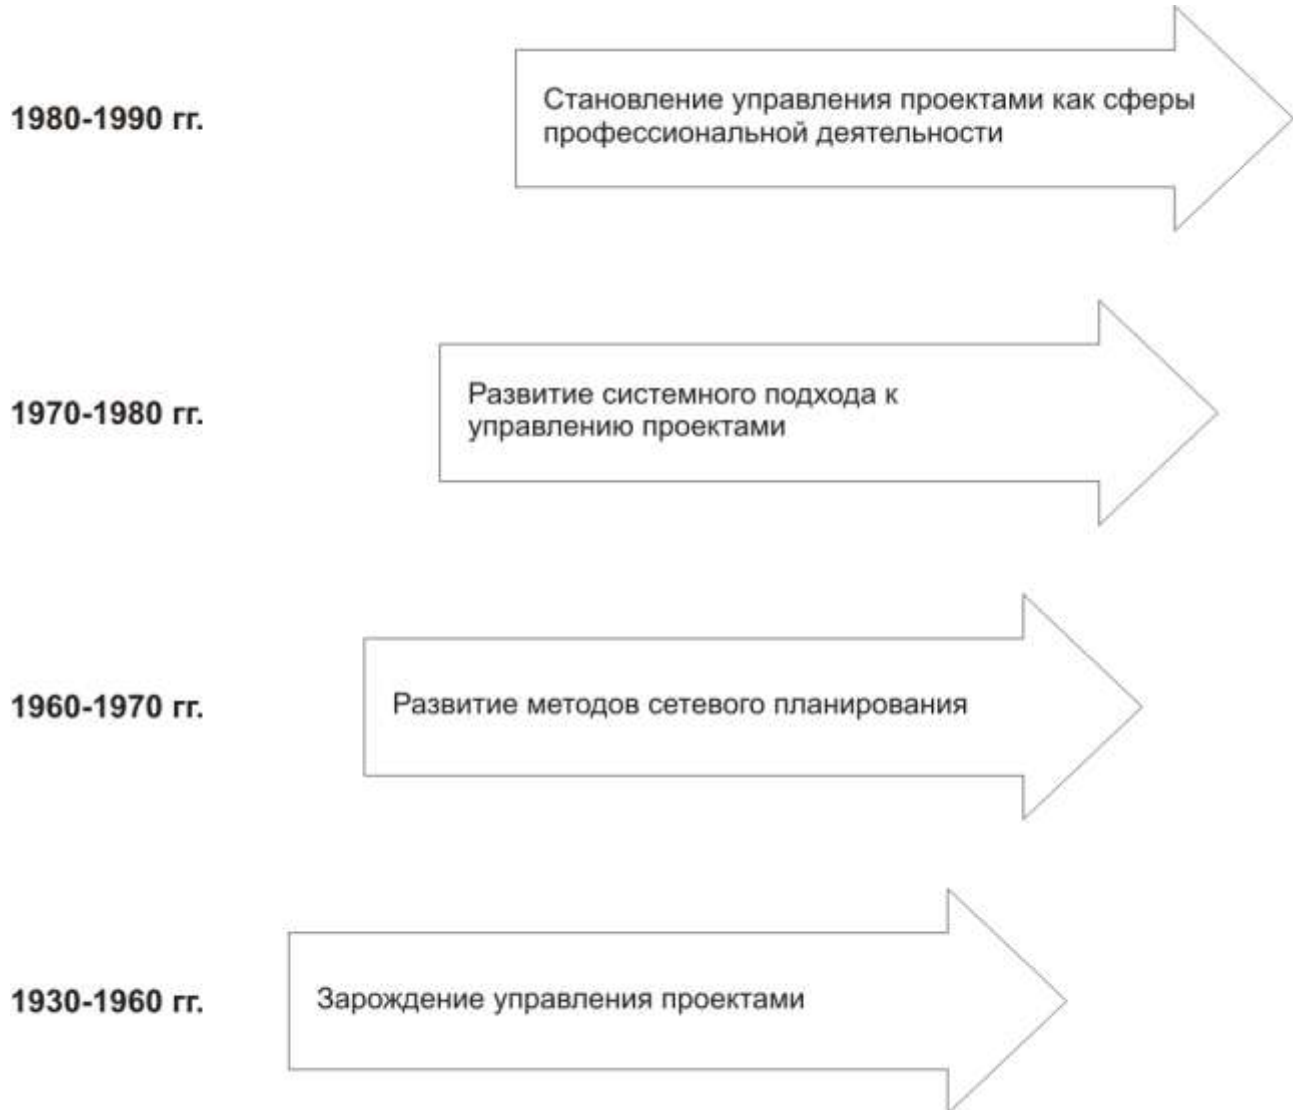 1980-1990 гг.
Становление управления проектами как сферы
профессиональной деятельности
1970-1980 гг.
Развитие системного подхода к
управлению проектами
1960-1970 гг.
Развитие методов сетевого планирования
1930-1960 гг.
Зарождение управления проектами